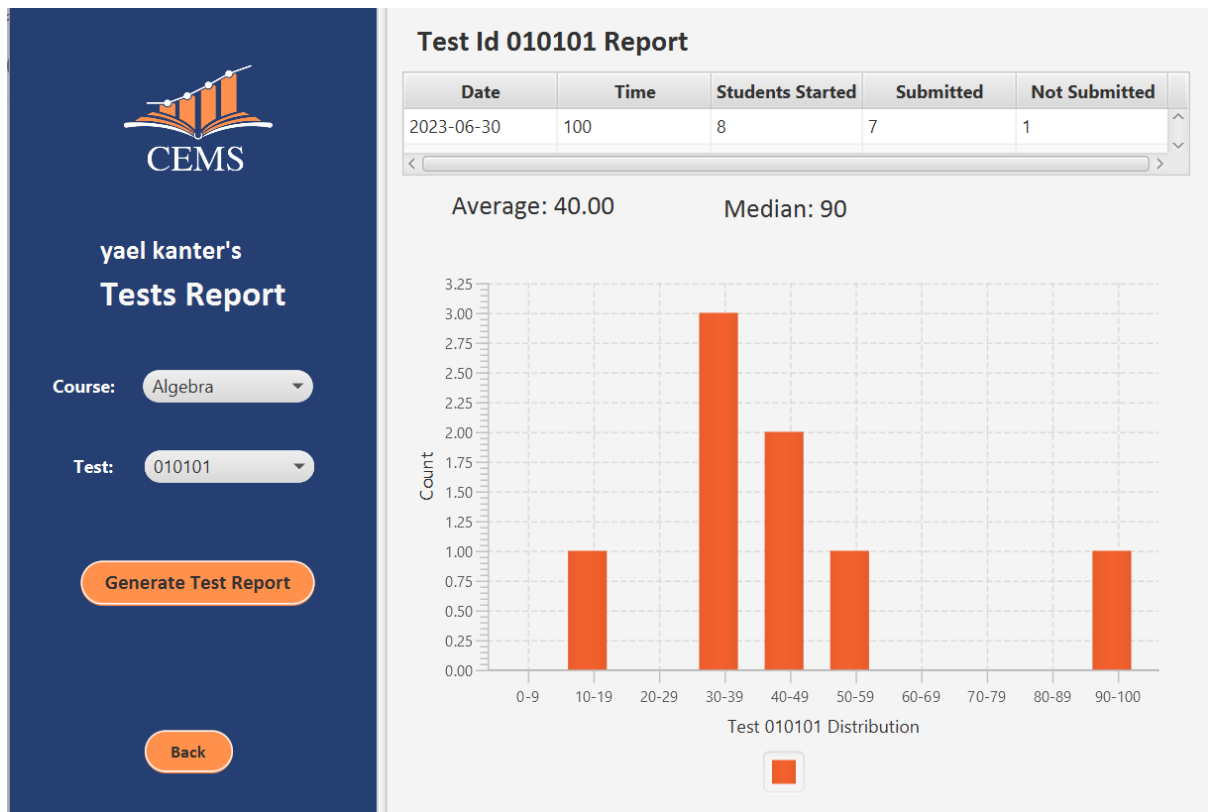 CEMS
yael kanter's
Tests Report
Course: Algebra
Test: 010101
Generate Test Report
Back
Test Id 010101 Report
Date Time Students Started Submitted Not Submitted
2023-06-30 100 8 7 1
Average: 40.00 Median: 90
3.25
3.00
2.75
2.50
2.25
2.00
1.75
1.50
1.25
1.00
0.75
0.50
0.25
0.00
Count
0-9 10-19 20-29 30-39 40-49 50-59 60-69 70-79 80-89 90-100
Test 010101 Distribution